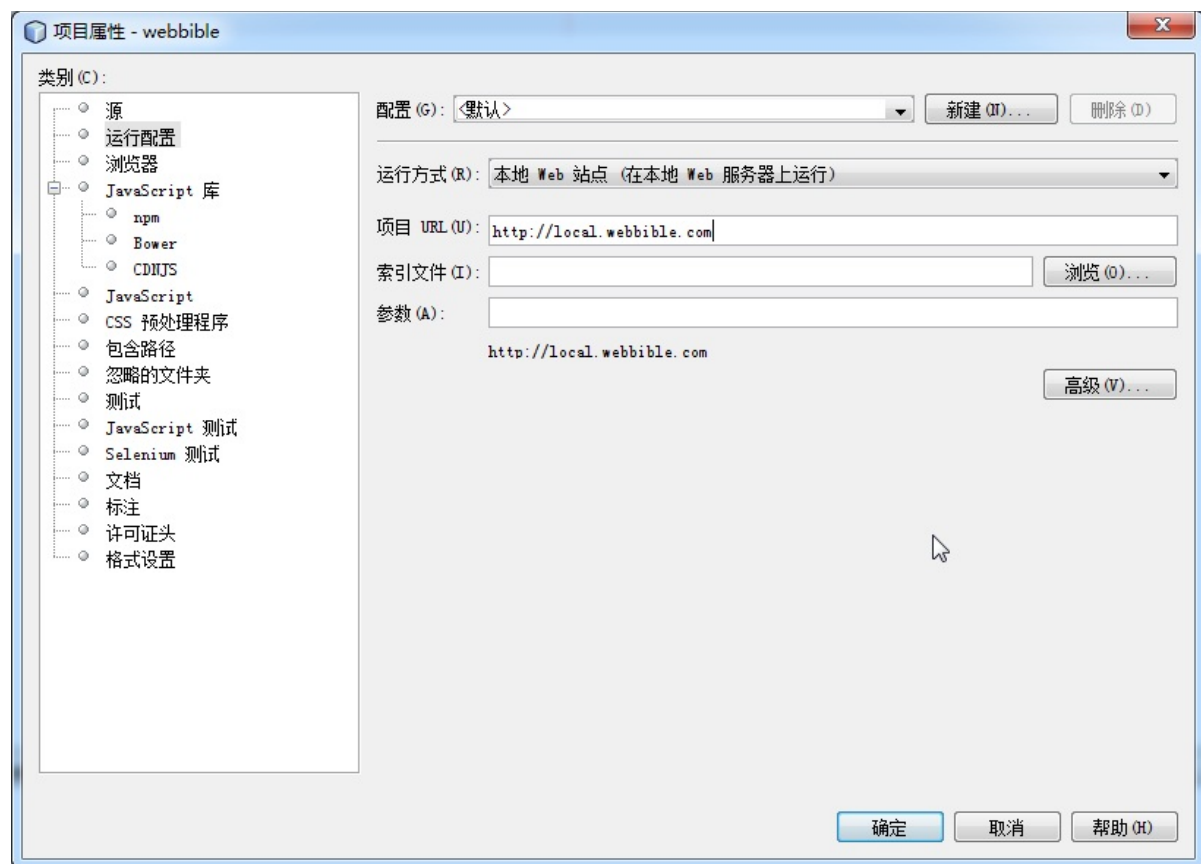 项目属性 - webbible
类别(C):
源
运行配置
浏览器
JavaScript 库
npm
Bower
CDNJS
JavaScript
CSS 预处理程序
包含路径
忽略的文件夹
测试
JavaScript 测试
Selenium 测试
文档
标注
许可证头
格式设置
配置(G): <默认> 新建(N)... 删除(D)
运行方式(R): 本地 Web 站点 (在本地 Web 服务器上运行)
项目 URL(U): http://local.webbible.com
索引文件(I): 浏览(O)...
参数(A):
http://local.webbible.com
高级(V)...
确定 取消 帮助(H)